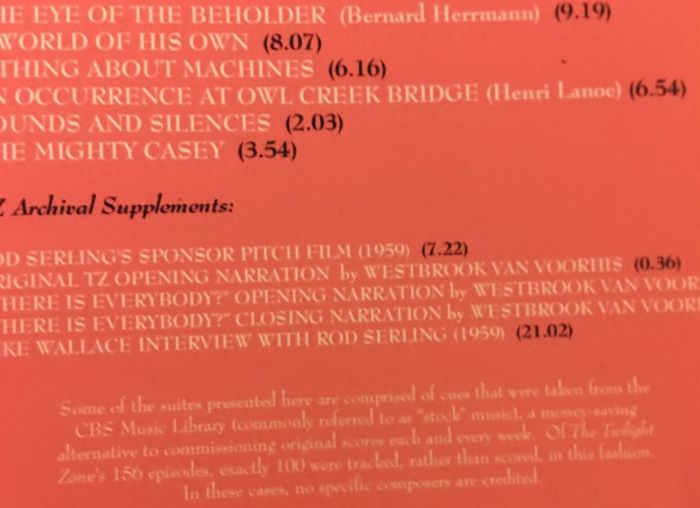 HE EYE OF THE BEHOLDER (Bernard Herrmann) (9.19)
WORLD OF HIS OWN (8.07)
THING ABOUT MACHINES (6.16)
N OCCURRENCE AT OWL CREEK BRIDGE (Henri Lanoe) (6.54)
OUNDS AND SILENCES (2.03)
HE MIGHTY CASEY (3.54)
Z Archival Supplements:
OD SERLING'S SPONSOR PITCH FILM (1959) (7.22)
RIGINAL TZ OPENING NARRATION by WESTBROOK VAN VOORHIS (0.36)
HERE IS EVERYBODY?" OPENING NARRATION by WESTBROOK VAN VOOR
HERE IS EVERYBODY?" CLOSING NARRATION by WESTBROOK VAN VOOR
KE WALLACE INTERVIEW WITH ROD SERLING (1959) (21.02)
Some of the suites presented here are comprised of cues that were taken from the
CBS Music Library (commonly referred to as "stock" music), a money-saving
alternative to commissioning original scores each and every week. Of The Twilight
Zone's 156 episodes, exactly 100 were tracked, rather than scored, in this fashion.
In these cases, no specific composers are credited.